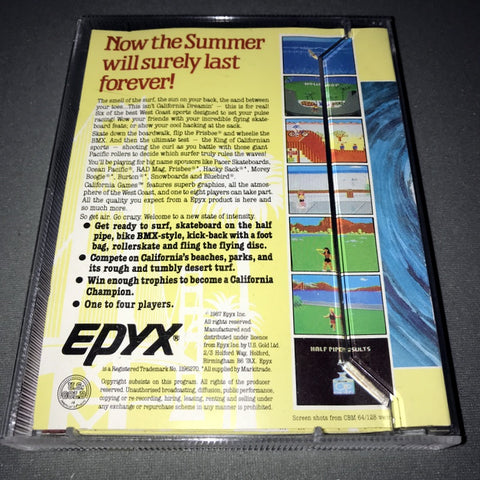 Now the Summer
will surely last
forever!
The smell of the surf, the sun on your back, the sand between
your toes...This isn't California Dreamin' - this is for real!
Six of the best West Coast sports designed to set your pulse
racing! Wow your friends with your incredible flying skate
board feats; or show your cool backing at the sack.
Skate down the boardwalk, flip the Frisbee® and wheelie the
BMX. And then the ultimate test - the King of Californian
sports - shooting the curl as you battle with those giant
Pacific rollers to decide which surfer truly rules the waves!
You'll be playing for big name sponsors like Pacer Skateboards,
Ocean Pacific®, RAD Mag, Frisbee®*, Hacky Sack®*, Morey
Boogie®*, Burton®*, Snowboards and Bluebird®.
California Games™ features superb graphics, all the atmos-
phere of the West Coast, and one to eight players can take part.
All the quality you expect from a Epyx product is here and
so much more.
So get air. Go crazy. Welcome to a new state of intensity.
● Get ready to surf, skateboard on the half
pipe, bike BMX-style, kick-back with a foot
bag, rollerskate and fling the flying disc.
● Compete on California's beaches, parks, and
its rough and tumbly desert turf.
● Win enough trophies to become a California
Champion.
● One to four players.
EPYX®
© 1987 Epyx Inc.
All rights reserved.
Manufactured and
distributed under licence
from Epyx Inc. by U.S. Gold Ltd.
2/3 Holford Way, Holford,
Birmingham B6 7AX. Epyx
is a Registered Trademark No. 1196270. *All supplied by Markitrade.
U.S.
GOLD
Copyright subsists on this program. All rights of the producer
reserved. Unauthorised broadcasting, diffusion, public performance,
copying or re-recording, hiring, leasing, renting and selling under
any exchange or repurchase scheme in any manner is prohibited.
HALF PIPE
Screen shots from CBM 64/128